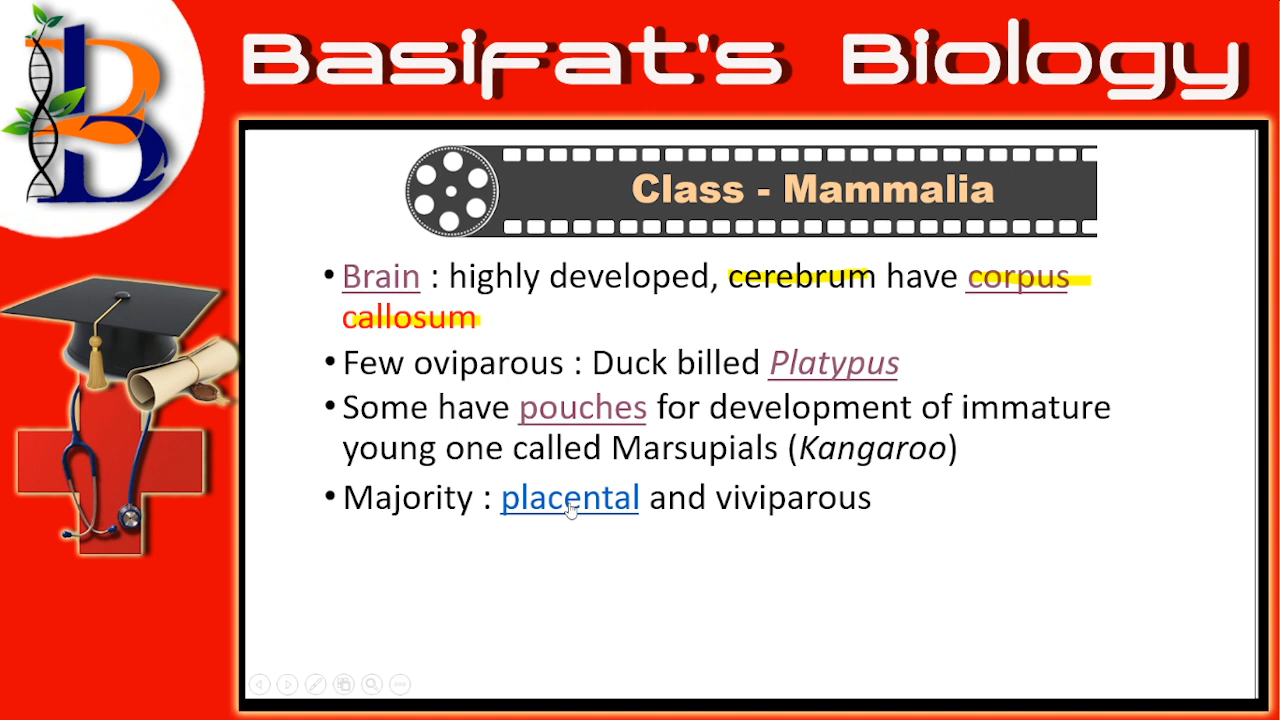 Basifat's Biology
Class - Mammalia
• Brain : highly developed, cerebrum have corpus
callosum
• Few oviparous : Duck billed Platypus
• Some have pouches for development of immature
young one called Marsupials (Kangaroo)
• Majority : placental and viviparous